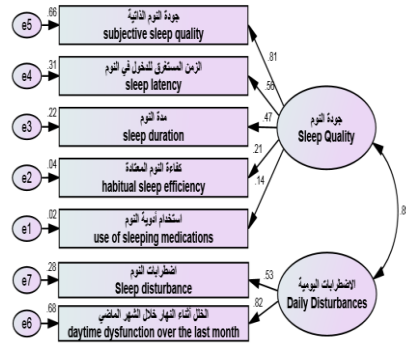 .66
e5
جودة النوم الذاتية
subjective sleep quality
.81
.31
e4
الزمن المستغرق للدخول في النوم
sleep latency
.56
.22
e3
مدة النوم
sleep duration
.47
جودة النوم
Sleep Quality
.04
e2
كفاءة النوم المعتادة
habitual sleep efficiency
.21
.02
e1
استخدام أدوية النوم
use of sleeping medications
.14
.28
e7
اضطرابات النوم
Sleep disturbance
.53
الاضطرابات اليومية
Daily Disturbances
.68
e6
الخلل أثناء النهار خلال الشهر الماضي
daytime dysfunction over the last month
.82